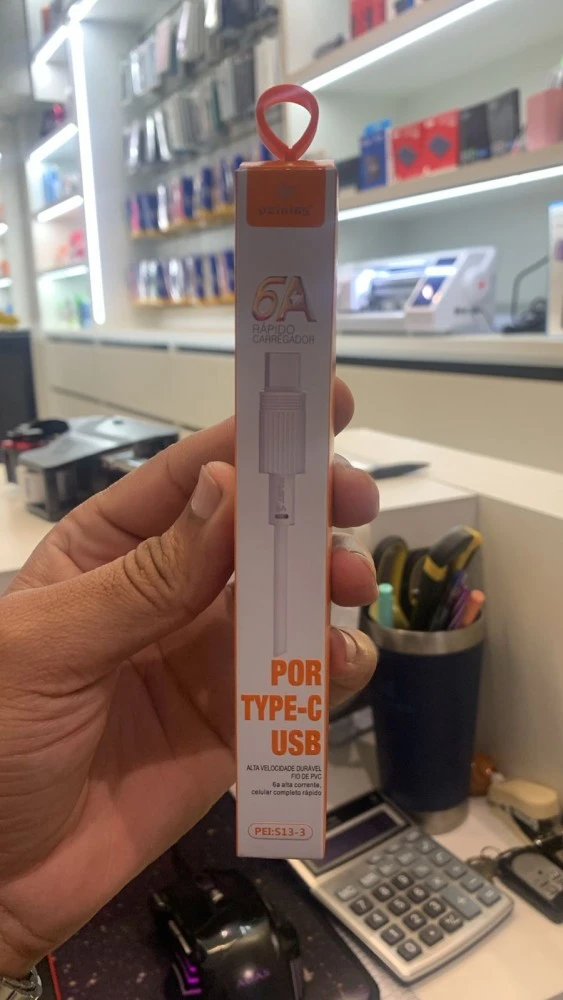 6A
RÁPIDO
CARREGADOR
POR
TYPE-C
USB
ALTA VELOCIDADE DURÁVEL
FIO DE PVC
6a alta corrente,
celular completo rápido
PEI:S13-3